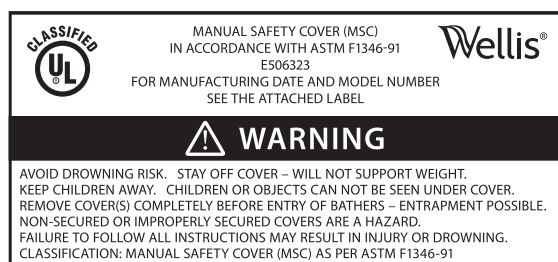 CLASSIFIED
UL
®
MANUAL SAFETY COVER (MSC)
IN ACCORDANCE WITH ASTM F1346-91
E506323
FOR MANUFACTURING DATE AND MODEL NUMBER
SEE THE ATTACHED LABEL
Wellis®
WARNING
AVOID DROWNING RISK. STAY OFF COVER – WILL NOT SUPPORT WEIGHT.
KEEP CHILDREN AWAY. CHILDREN OR OBJECTS CAN NOT BE SEEN UNDER COVER.
REMOVE COVER(S) COMPLETELY BEFORE ENTRY OF BATHERS – ENTRAPMENT POSSIBLE.
NON-SECURED OR IMPROPERLY SECURED COVERS ARE A HAZARD.
FAILURE TO FOLLOW ALL INSTRUCTIONS MAY RESULT IN INJURY OR DROWNING.
CLASSIFICATION: MANUAL SAFETY COVER (MSC) AS PER ASTM F1346-91